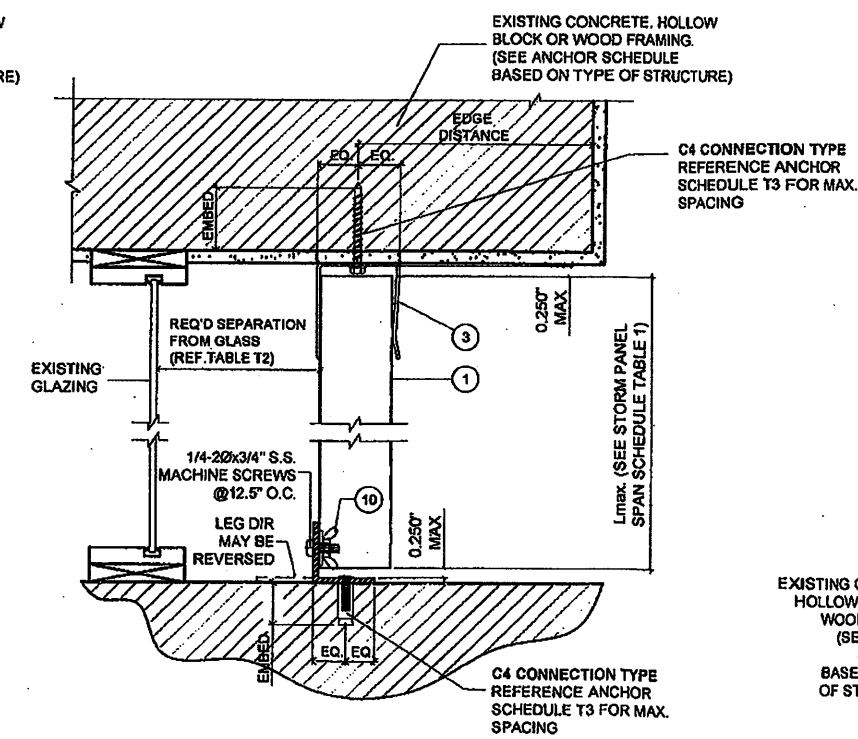 W
RE)
EXISTING CONCRETE, HOLLOW
BLOCK OR WOOD FRAMING.
(SEE ANCHOR SCHEDULE
BASED ON TYPE OF STRUCTURE)
EDGE
DISTANCE
EQ. EQ.
EMBED
C4 CONNECTION TYPE
REFERENCE ANCHOR
SCHEDULE T3 FOR MAX.
SPACING
0.250"
MAX
REQ'D SEPARATION
FROM GLASS
(REF.TABLE T2)
3
1
EXISTING
GLAZING
Lmax. (SEE STORM PANEL
SPAN SCHEDULE TABLE 1)
1/4-20x3/4" S.S.
MACHINE SCREWS
@12.5" O.C.
10
LEG DIR
MAY BE
REVERSED
0.250"
MAX
EMBED.
EQ. EQ
C4 CONNECTION TYPE
REFERENCE ANCHOR
SCHEDULE T3 FOR MAX.
SPACING
EXISTING
HOLLOW
WOO
(SE
BASE
OF ST